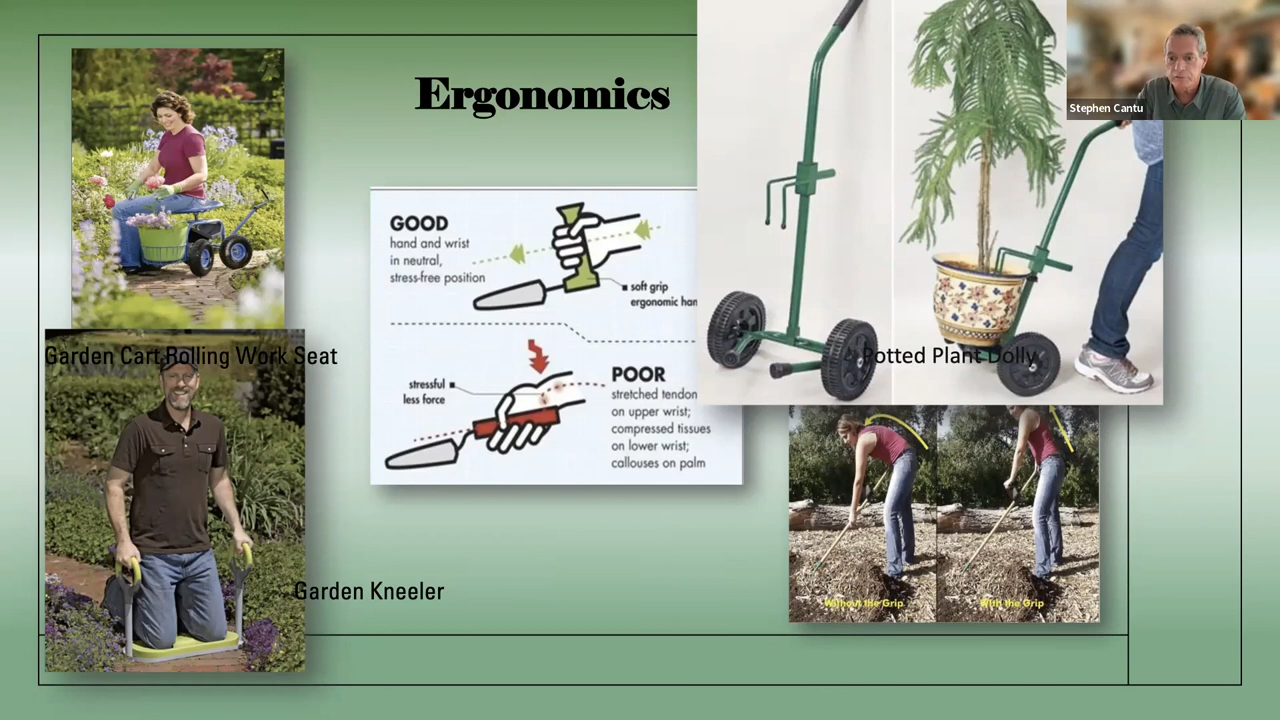 Ergonomics
Stephen Cantu
GOOD
hand and wrist
in neutral,
stress-free position
soft grip
ergonomic han
stressful
less force
POOR
stretched tendon
on upper wrist;
compressed tissues
on lower wrist;
callouses on palm
Garden Cart Rolling Work Seat
Potted Plant Dolly
Garden Kneeler
Without the Grip
With the Grip